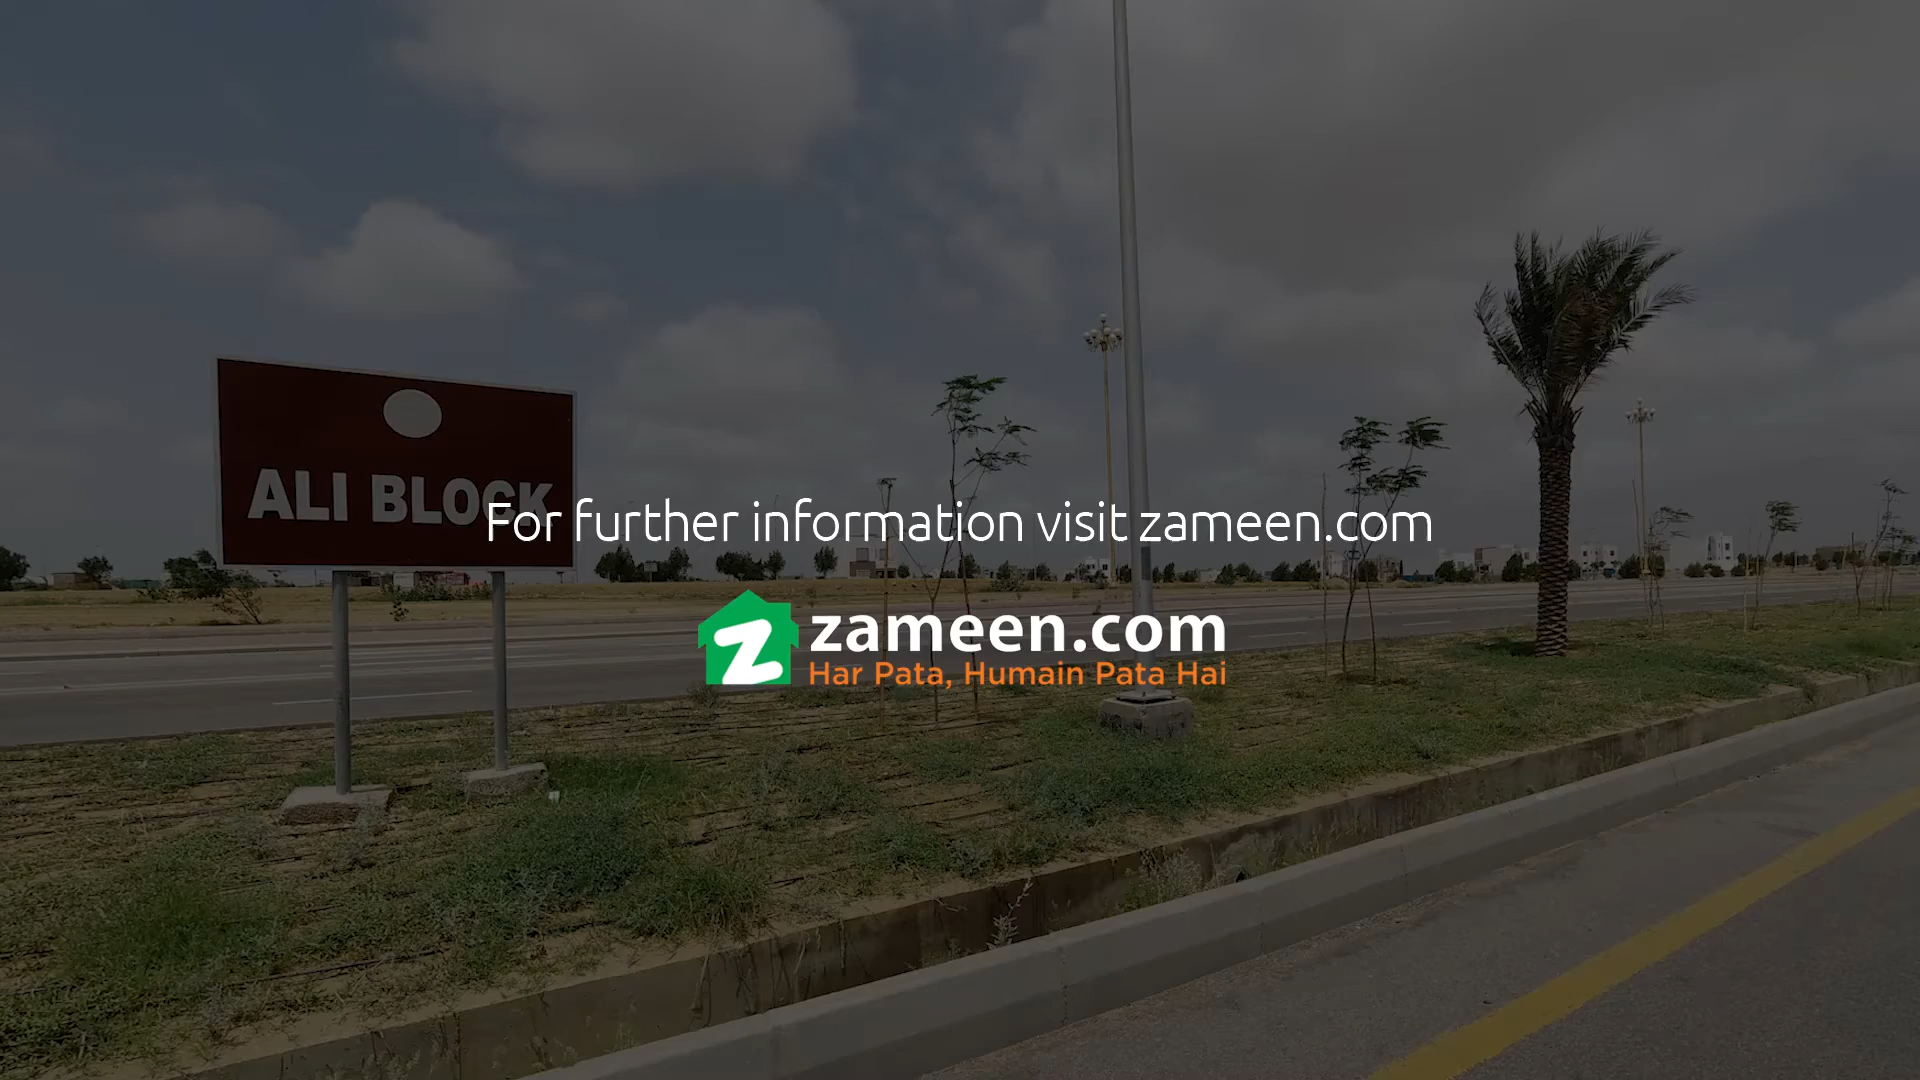 ALI BLOCK
For further information visit zameen.com
zameen.com
Har Pata, Humain Pata Hai